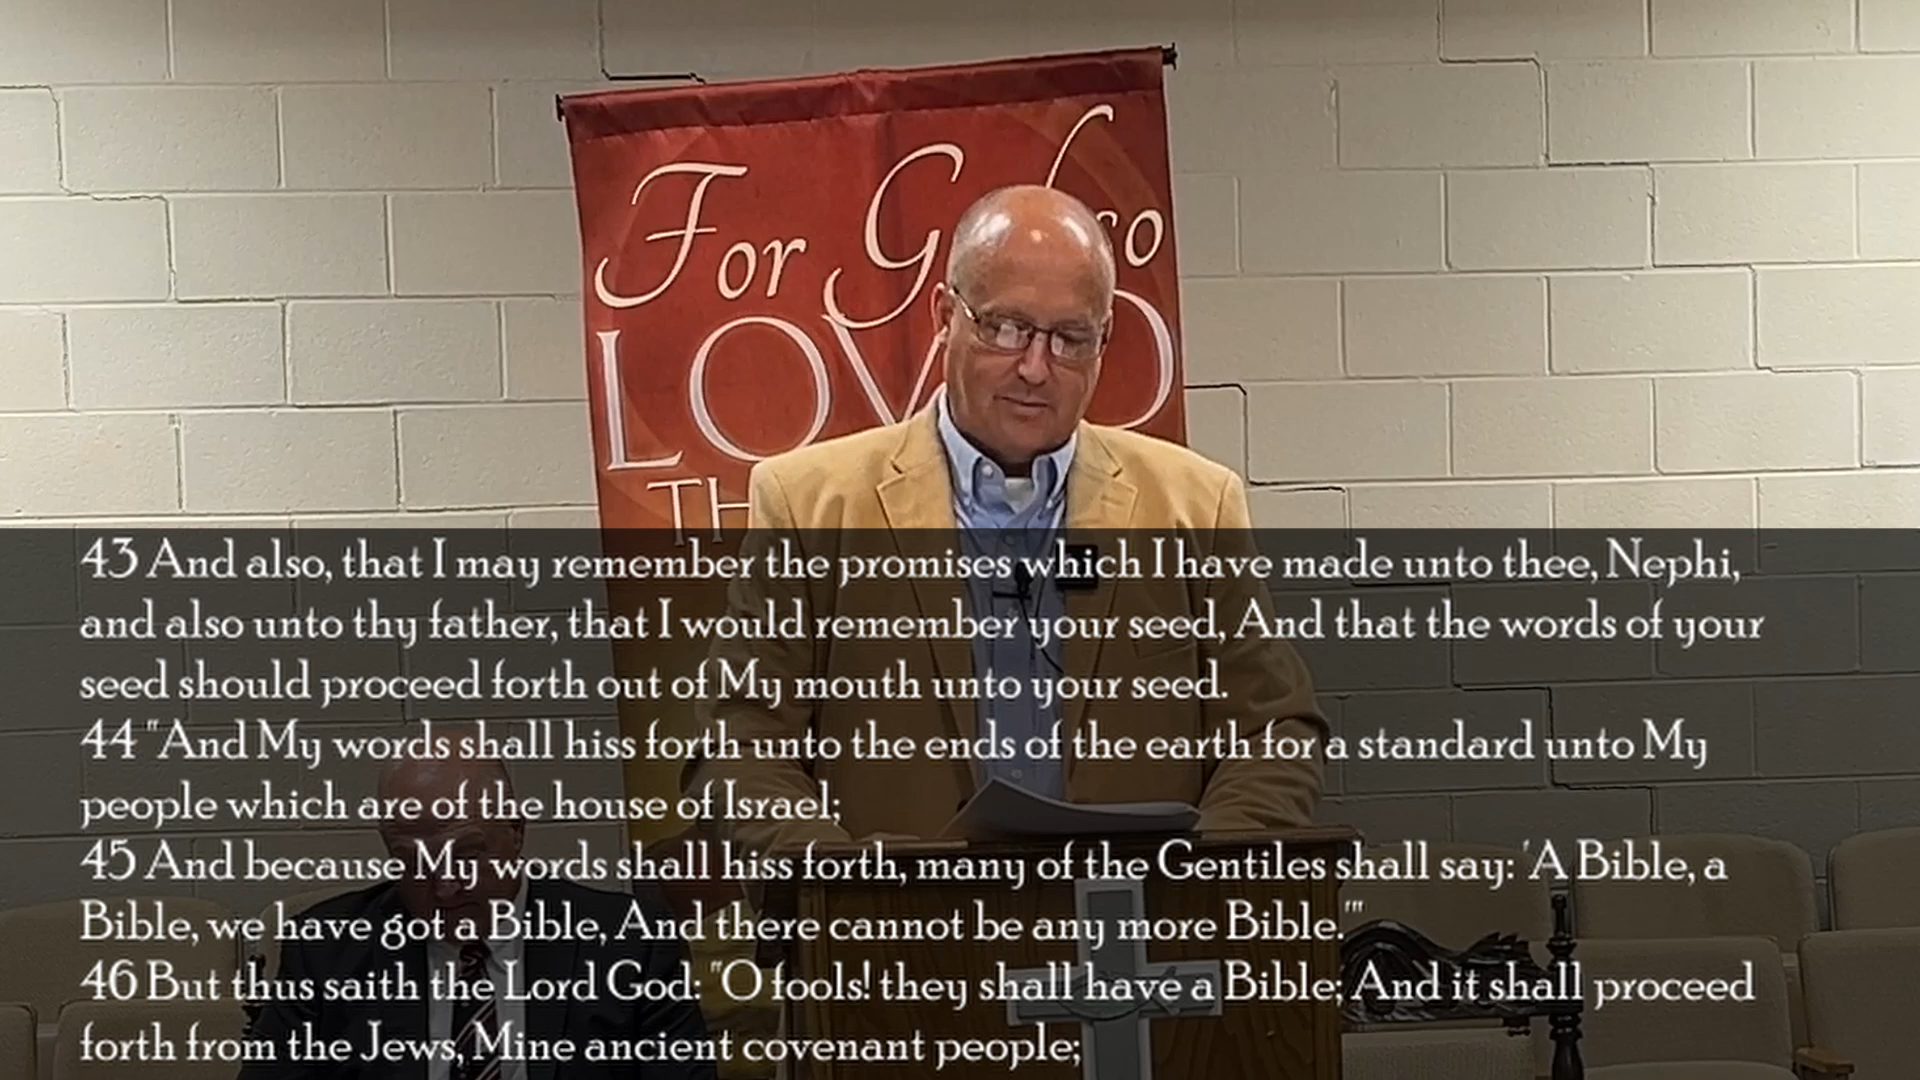 For God so
LOV D
TH
43 And also, that I may remember the promises which I have made unto thee, Nephi,
and also unto thy father, that I would remember your seed, And that the words of your
seed should proceed forth out of My mouth unto your seed.
44 "And My words shall hiss forth unto the ends of the earth for a standard unto My
people which are of the house of Israel;
45 And because My words shall hiss forth, many of the Gentiles shall say: 'A Bible, a
Bible, we have got a Bible, And there cannot be any more Bible.'"
46 But thus saith the Lord God: "O fools! they shall have a Bible; And it shall proceed
forth from the Jews, Mine ancient covenant people;